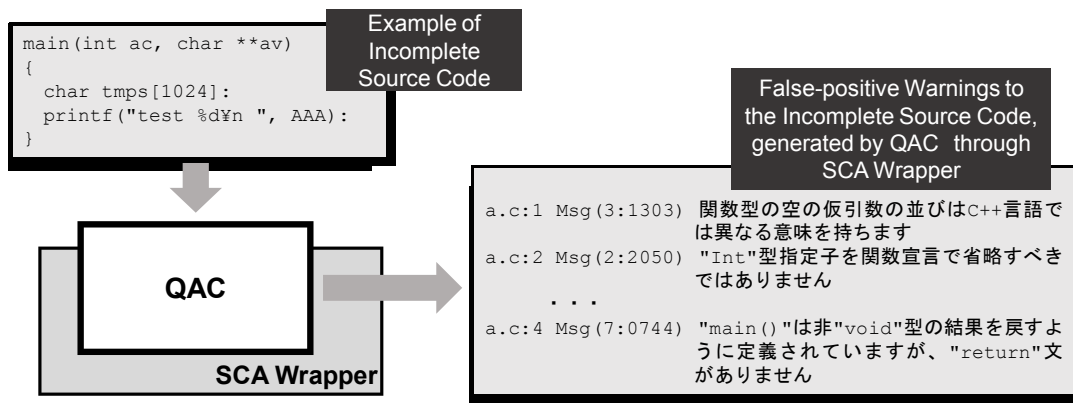 Example of
Incomplete
Source Code
main(int ac, char **av)
{
char tmps[1024]:
printf("test %d¥n ", AAA):
}
QAC
SCA Wrapper
False-positive Warnings to
the Incomplete Source Code,
generated by QAC through
SCA Wrapper
a.c:1 Msg(3:1303) 関数型の空の仮引数の並びはC++言語で
は異なる意味を持ちます
a.c:2 Msg(2:2050) "Int"型指定子を関数宣言で省略すべき
ではありません
・・・
a.c:4 Msg(7:0744) "main()"は非"void"型の結果を戻すよ
うに定義されていますが、"return"文
がありません